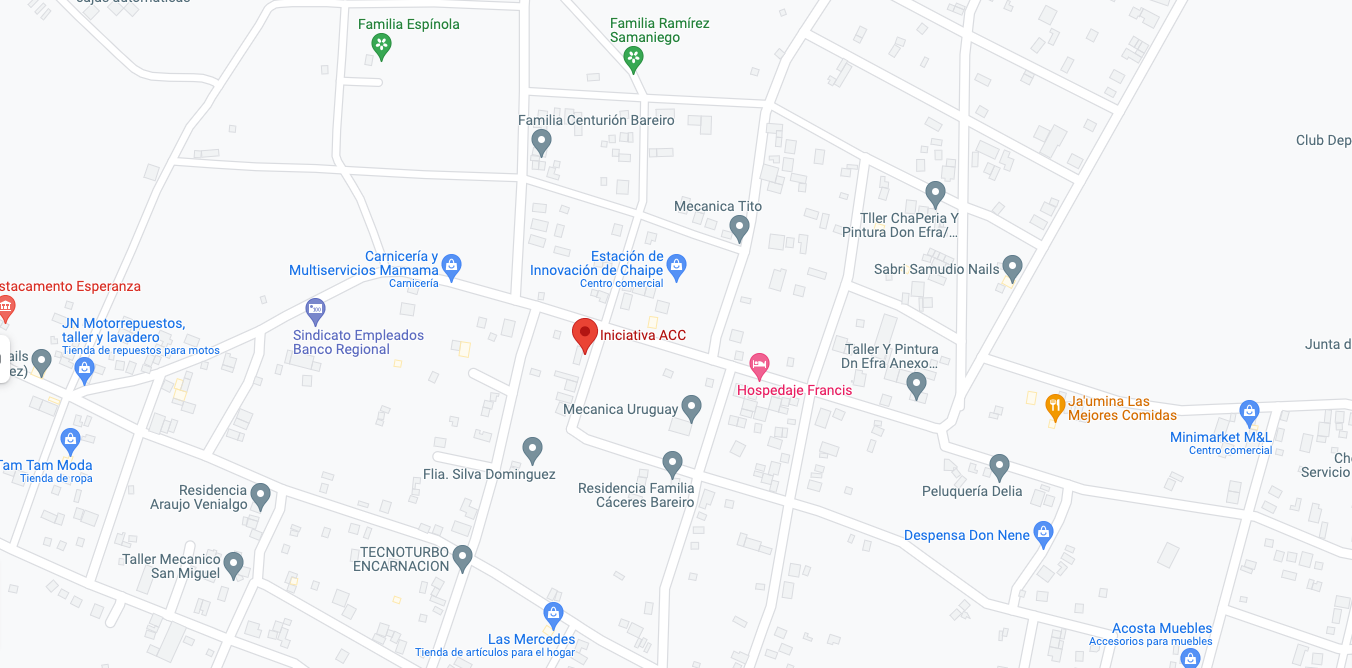 cajas automáticas
Familia Espínola
Familia Ramírez
Samaniego
Familia Centurión Bareiro
Club Dep
Mecanica Tito
Tller ChaPeria Y
Pintura Don Efra/...
Carnicería y
Multiservicios Mamama
Carnicería
Estación de
Innovación de Chaipe
Centro comercial
Sabri Samudio Nails
stacamento Esperanza
JN Motorrepuestos,
taller y lavadero
Tienda de repuestos para motos
Sindicato Empleados
Banco Regional
Iniciativa ACC
ails
ez)
Taller Y Pintura
Dn Efra Anexo...
Junta d
Hospedaje Francis
Mecanica Uruguay
Ja'umina Las
Mejores Comidas
Minimarket M&L
Centro comercial
Tam Tam Moda
Tienda de ropa
Flia. Silva Dominguez
Residencia
Araujo Venialgo
Residencia Familia
Cáceres Bareiro
Peluquería Delia
Che
Servicio
Despensa Don Nene
Taller Mecanico
San Miguel
TECNOTURBO
ENCARNACION
Las Mercedes
Tienda de artículos para el hogar
Acosta Muebles
Accesorios para muebles